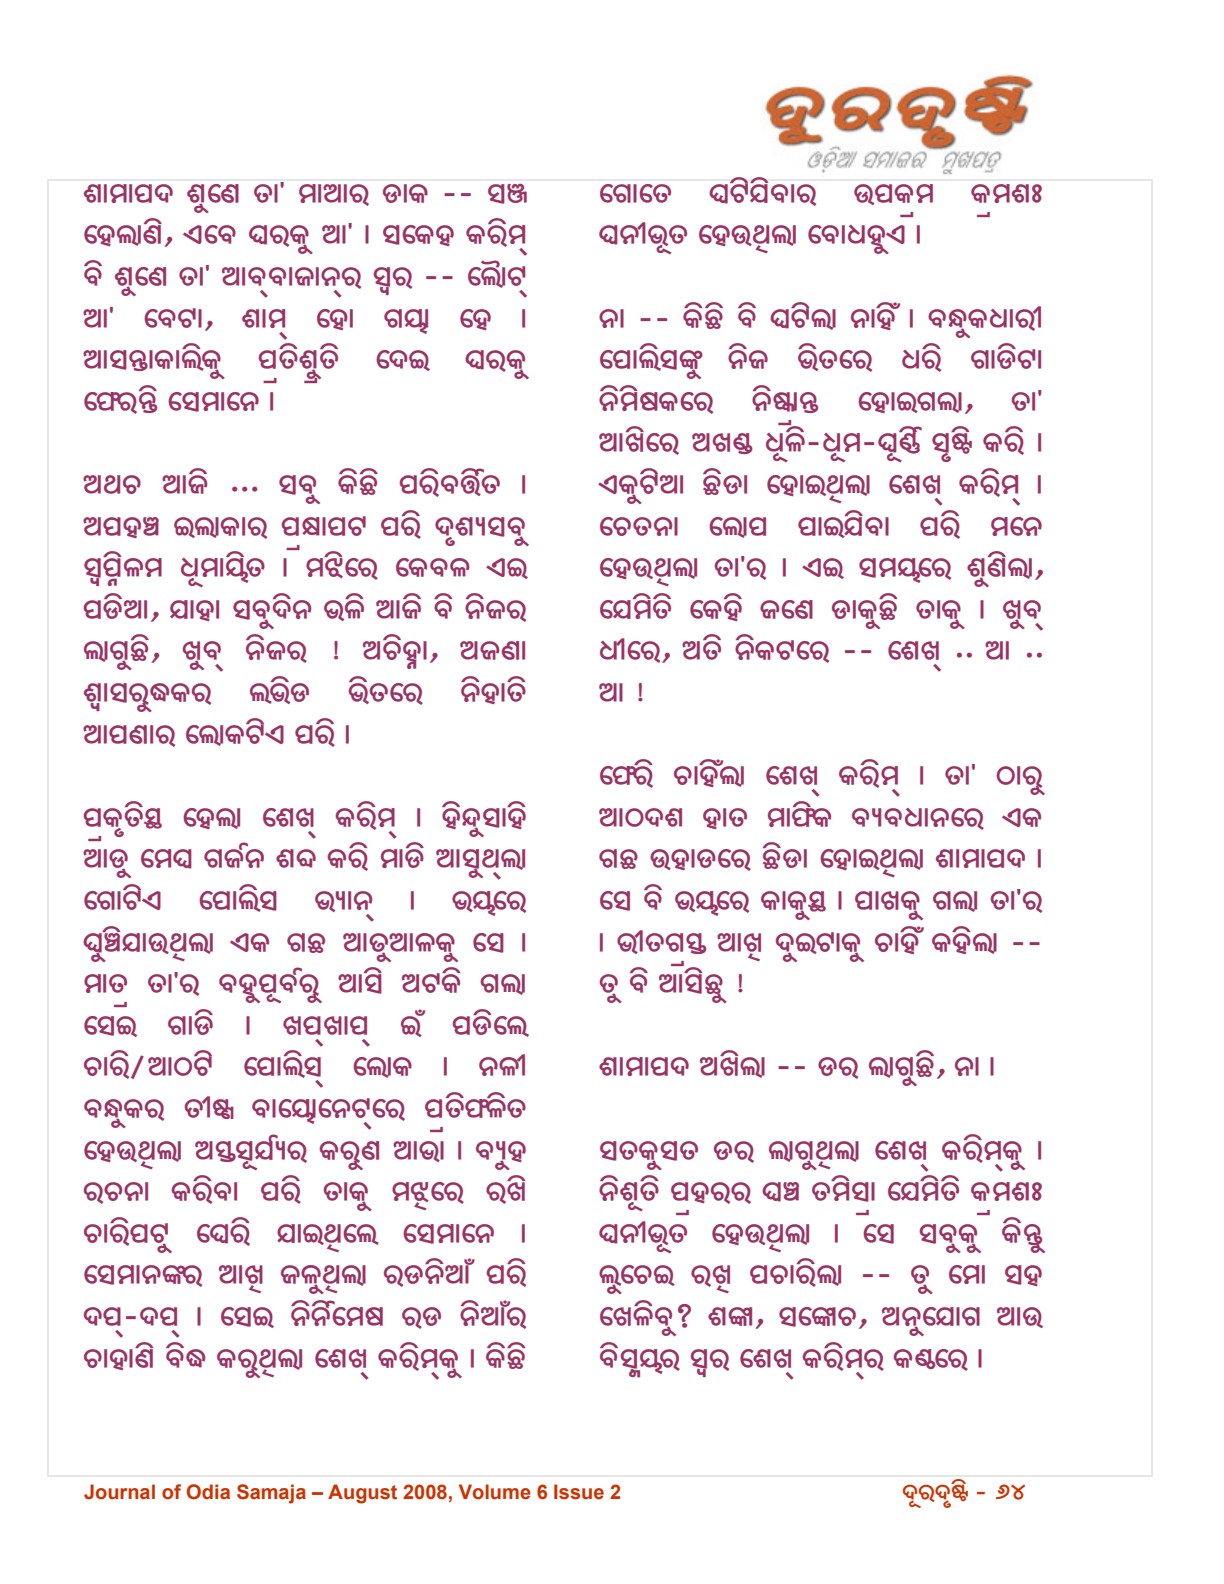 ଦୂରଦୃଷ୍ଟି
ଓଡ଼ିଆ ସମାଜର ମୁଖପତ୍ର
ଶାମାପଦ ଶୁଣେ ତା' ମାଆର ଡାକ -- ସଞ୍ଜ
ହେଲାଣି, ଏବେ ଘରକୁ ଆ' । ସକେହ କରିମ୍
ବି ଶୁଣେ ତା' ଆବ୍‌ବାଜାନ୍‌ର ସ୍ୱର -- ଲୌଟ୍
ଆ' ବେଟା, ଶାମ୍ ହୋ ଗୟା ହେ ।
ଆସନ୍ତାକାଲିକୁ ପ୍ରତିଶ୍ରୁତି ଦେଇ ଘରକୁ
ଫେରନ୍ତି ସେମାନେ ।
ଅଥଚ ଆଜି ... ସବୁ କିଛି ପରିବର୍ତ୍ତିତ ।
ଅପହଞ୍ଚ ଇଲାକାର ପ୍ରକ୍ଷାପଟ ପରି ଦୃଶ୍ୟସବୁ
ସ୍ୱପ୍ନିଳମ ଧୂମାୟିତ । ମଝିରେ କେବଳ ଏଇ
ପଡିଆ, ଯାହା ସବୁଦିନ ଉଳି ଆଜି ବି ନିଜର
ଲାଗୁଛି, ଖୁବ୍ ନିଜର ! ଅଚିହ୍ନା, ଅଜଣା
ଶ୍ୱାସରୁଦ୍ଧକର ଲଭିଡ ଭିତରେ ନିହାତି
ଆପଣାର ଲୋକଟିଏ ପରି ।
ପ୍ରକୃତିସ୍ଥ ହେଲା ଶେଖ୍ କରିମ୍ । ହିନ୍ଦୁସାହି
ଆଡୁ ମେଘ ଗର୍ଜନ ଶବ୍ଦ କରି ମାଡି ଆସୁଥ୍‌ଲା
ଗୋଟିଏ ପୋଲିସ ଭ୍ୟାନ୍ । ଭୟରେ
ଘୁଞ୍ଚିଯାଉଥିଲା ଏକ ଗଛ ଆଡୁଆଳକୁ ସେ ।
ମାତ୍ର ତା'ର ବହୁପୂର୍ବରୁ ଆସି ଅଟକି ଗଲା
ସେଇ ଗାଡି । ଖପ୍‌ଖାପ୍ ଇଁ ପଡିଲେ
ଚାରି/ଆଠଟି ପୋଲିସ୍ ଲୋକ । ନଳୀ
ବନ୍ଧୁକର ତୀକ୍ଷ୍ଣ ବାୟୋନେଟ୍‌ରେ ପ୍ରତିଫଳିତ
ହେଉଥିଲା ଅସ୍ତସୂର୍ଯ୍ୟର କରୁଣ ଆଭା । ବ୍ୟୁହ
ରଚନା କରିବା ପରି ତାକୁ ମଝିରେ ରଖି
ଚାରିପଟୁ ଘେରି ଯାଇଥିଲେ ସେମାନେ ।
ସେମାନଙ୍କର ଆଖି ଜଳୁଥିଲା ରଡନିଆଁ ପରି
ଦପ୍-ଦପ୍ । ସେଇ ନିର୍ନିମେଷ ରଡ ନିଆଁର
ଚାହାଣି ବିଦ୍ଧ କରୁଥିଲା ଶେଖ୍ କରିମ୍‌କୁ । କିଛି
ଗୋଟେ ଘଟିଯିବାର ଉପକ୍ରମ କ୍ରମଶଃ
ଘନୀଭୂତ ହେଉଥିଲା ବୋଧହୁଏ ।
ନା -- କିଛି ବି ଘଟିଲା ନାହିଁ । ବନ୍ଧୁକଧାରୀ
ପୋଲିସଙ୍କୁ ନିଜ ଭିତରେ ଧରି ଗାଡିଟା
ନିମିଷକରେ ନିଷ୍କ୍ରାନ୍ତ ହୋଇଗଲା, ତା'
ଆଖିରେ ଅଖଣ୍ଡ ଧୂଳି-ଧୂମ-ଘୂର୍ଣ୍ଣି ସୃଷ୍ଟି କରି ।
ଏକୁଟିଆ ଛିଡା ହୋଇଥିଲା ଶେଖ୍ କରିମ୍ ।
ଚେତନା ଲୋପ ପାଇଯିବା ପରି ମନେ
ହେଉଥିଲା ତା'ର । ଏଇ ସମୟରେ ଶୁଣିଲା,
ଯେମିତି କେହି ଜଣେ ଡାକୁଛି ତାକୁ । ଖୁବ୍
ଧୀରେ, ଅତି ନିକଟରେ -- ଶେଖ୍ .. ଆ ..
ଆ !
ଫେରି ଚାହିଁଲା ଶେଖ୍ କରିମ୍ । ତା' ଠାରୁ
ଆଠଦଶ ହାତ ମାଫିକ ବ୍ୟବଧାନରେ ଏକ
ଗଛ ଉହାଡରେ ଛିଡା ହୋଇଥିଲା ଶାମାପଦ ।
ସେ ବି ଭୟରେ କାକୁସ୍ଥ । ପାଖକୁ ଗଲା ତା'ର
। ଭୀତଗ୍ରସ୍ତ ଆଖି ଦୁଇଟାକୁ ଚାହିଁ କହିଲା --
ତୁ ବି ଆସିଛୁ !
ଶାମାପଦ ଅଖିଲା -- ଡର ଲାଗୁଛି, ନା ।
ସତକୁସତ ଡର ଲାଗୁଥିଲା ଶେଖ୍ କରିମ୍‌କୁ ।
ନିଶୂତି ପ୍ରହରର ଘଞ୍ଚ ତମିସ୍ରା ଯେମିତି କ୍ରମଶଃ
ଘନୀଭୂତ ହେଉଥିଲା । ସେ ସବୁକୁ କିନ୍ତୁ
ଲୁଚେଇ ରଖି ପଚାରିଲା -- ତୁ ମୋ ସହ
ଖେଳିବୁ? ଶଙ୍କା, ସଙ୍କୋଚ, ଅନୁଯୋଗ ଆଉ
ବିସ୍ମୟର ସ୍ୱର ଶେଖ୍ କରିମ୍‌ର କଣ୍ଠରେ ।
Journal of Odia Samaja – August 2008, Volume 6 Issue 2
ଦୂରଦୃଷ୍ଟି - ୬୪